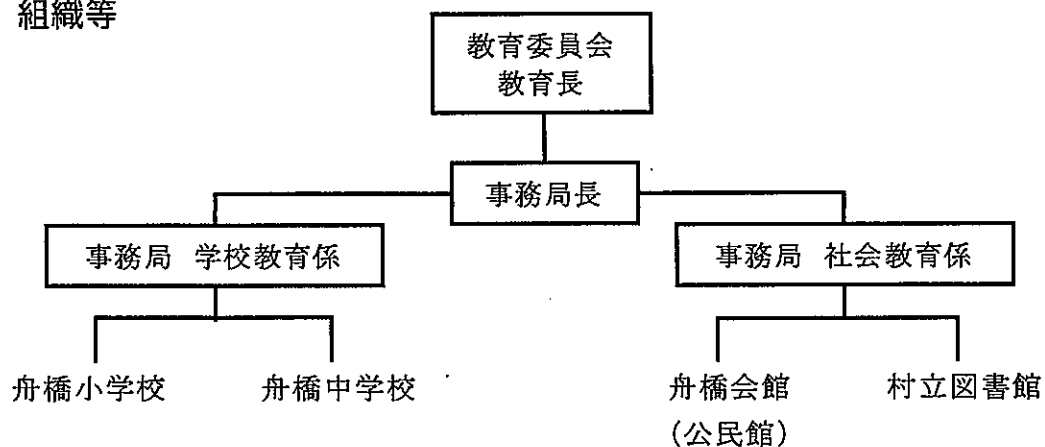 組織等
教育委員会
教育長
事務局長
事務局 学校教育係
事務局 社会教育係
舟橋小学校
舟橋中学校
舟橋会館
(公民館)
村立図書館